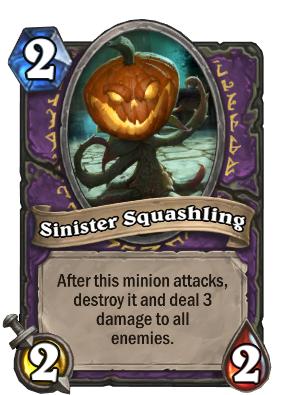 2
Sinister Squashling
After this minion attacks,
destroy it and deal 3
damage to all
enemies.
2
2